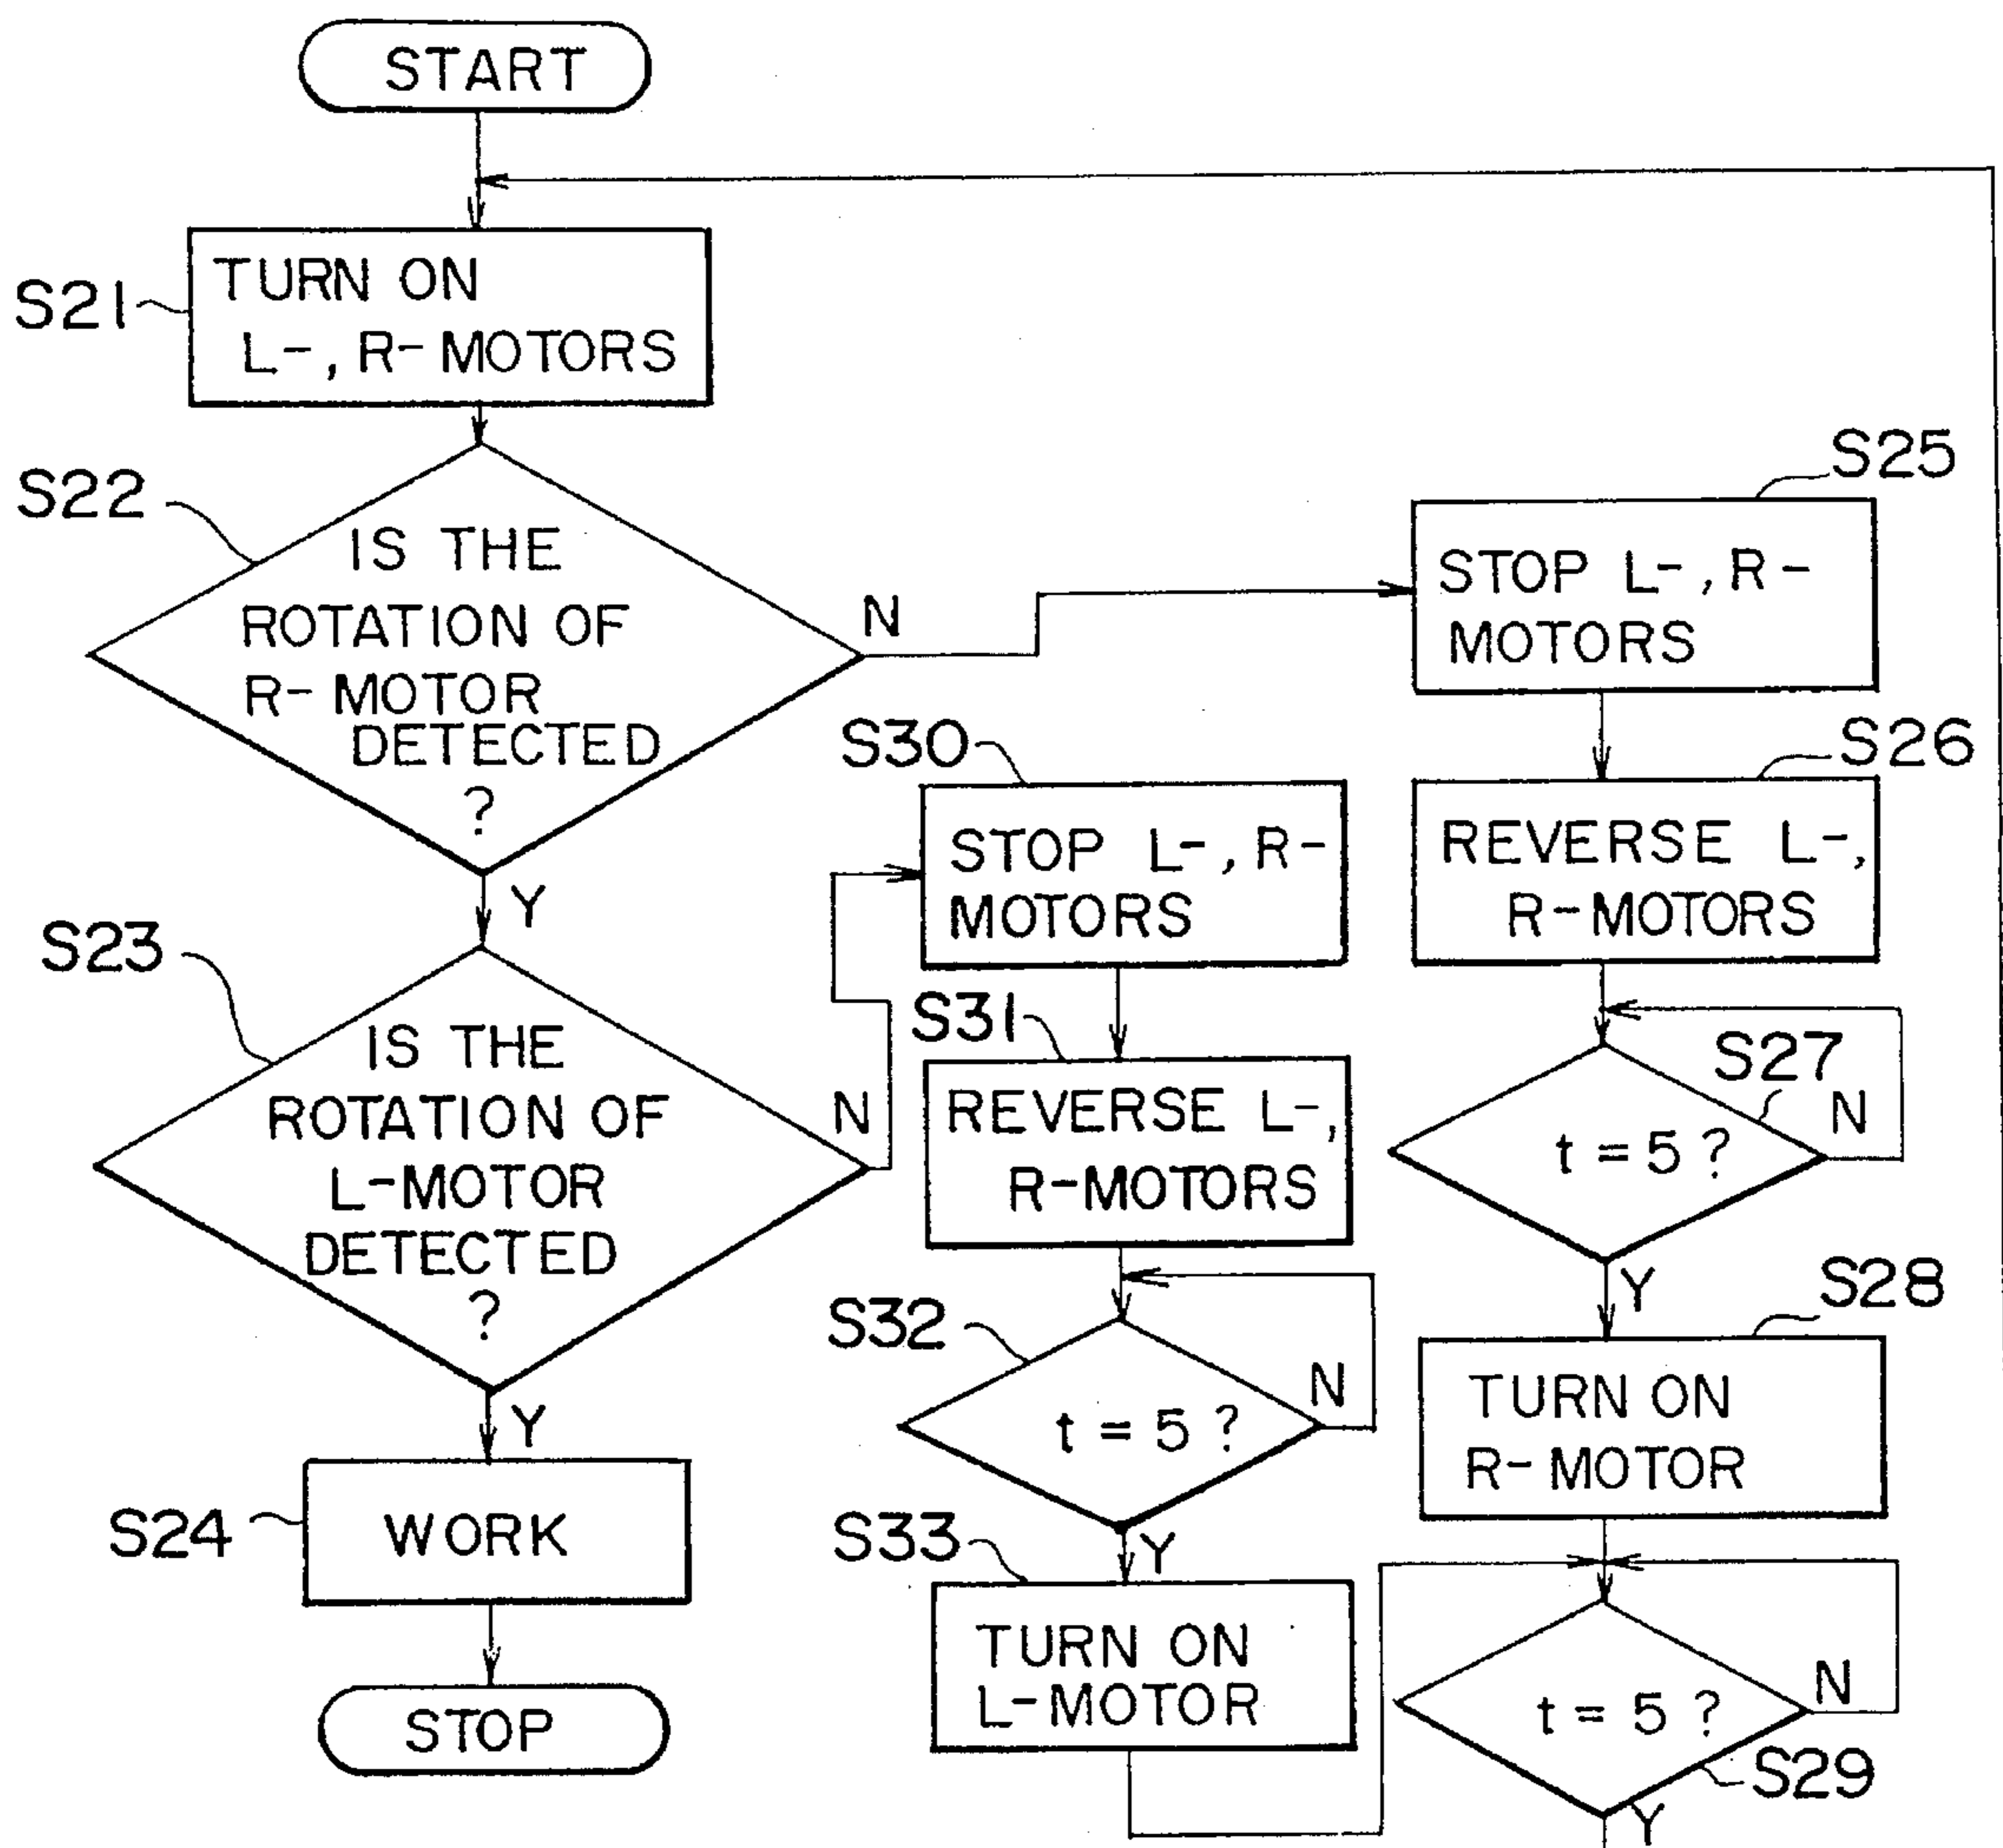 START
S21
TURN ON
L-, R-MOTORS
S22
IS THE
ROTATION OF
R-MOTOR
DETECTED
?
N
Y
S23
IS THE
ROTATION OF
L-MOTOR
DETECTED
?
N
Y
S24
WORK
STOP
S30
STOP L-, R-
MOTORS
S31
REVERSE L-,
R-MOTORS
S32
t = 5 ?
N
Y
S33
TURN ON
L-MOTOR
S25
STOP L-, R-
MOTORS
S26
REVERSE L-,
R-MOTORS
S27
t = 5 ?
N
Y
S28
TURN ON
R-MOTOR
t = 5 ?
N
S29
Y